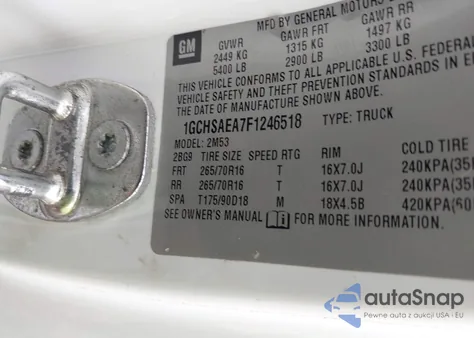 MFD BY GENERAL MOTORS
GM
GVWR GAWR FRT GAWR RR
2449 KG 1315 KG 1497 KG
5400 LB 2900 LB 3300 LB
THIS VEHICLE CONFORMS TO ALL APPLICABLE U.S. FEDERAL
VEHICLE SAFETY AND THEFT PREVENTION STANDARDS IN
THE DATE OF MANUFACTURE SHOWN ABOVE.
1GCHSAEA7F1246518 TYPE: TRUCK
MODEL: 2M53
2BG9 TIRE SIZE SPEED RTG RIM COLD TIRE
FRT 265/70R16 T 16X7.0J 240KPA(35
RR 265/70R16 T 16X7.0J 240KPA(35
SPA T175/90D18 M 18X4.5B 420KPA(60
SEE OWNER'S MANUAL FOR MORE INFORMATION.
autoSnap
Pewne auta z aukcji USA - EU